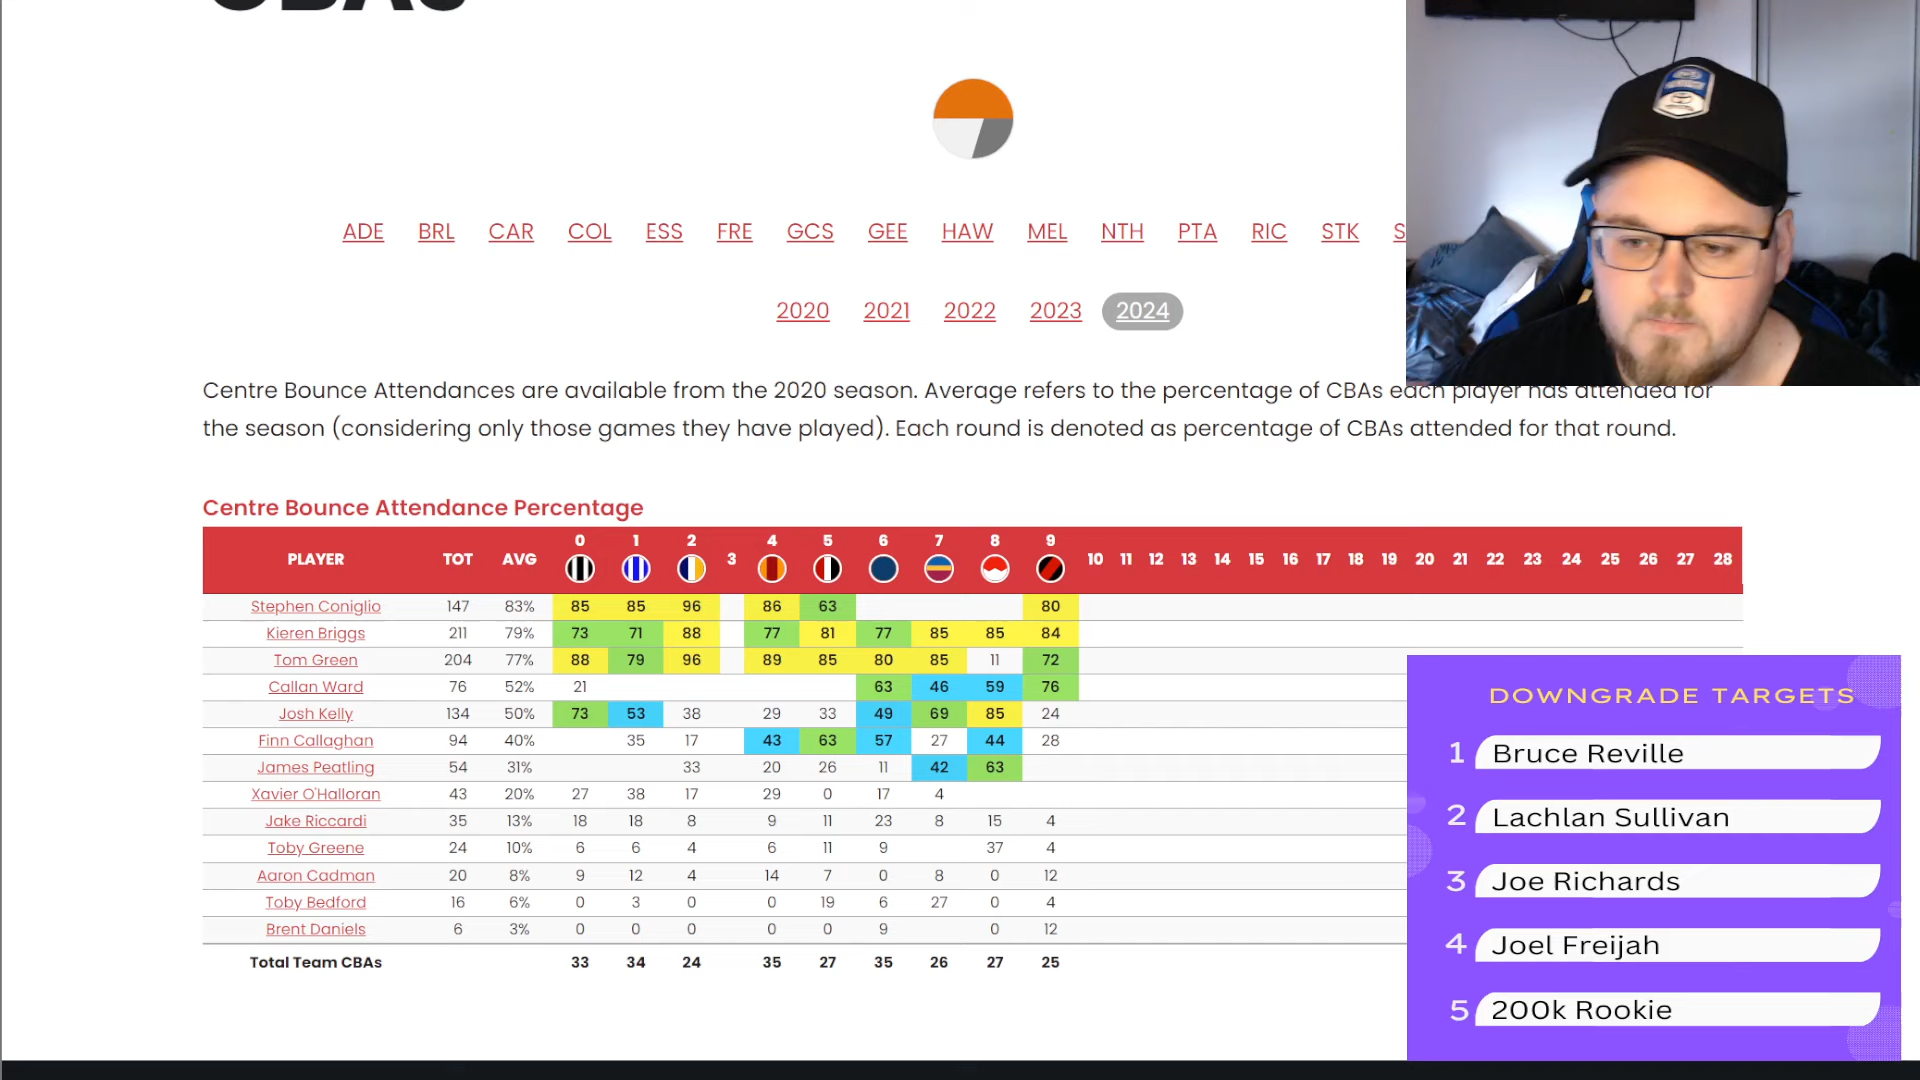 CBAs
ADE BRL CAR COL ESS FRE GCS GEE HAW MEL NTH PTA RIC STK S
2020 2021 2022 2023 2024
Centre Bounce Attendances are available from the 2020 season. Average refers to the percentage of CBAs each player has attended for
the season (considering only those games they have played). Each round is denoted as percentage of CBAs attended for that round.
Centre Bounce Attendance Percentage
PLAYER TOT AVG 0 1 2 3 4 5 6 7 8 9 10 11 12 13 14 15 16 17 18 19 20 21 22 23 24 25 26 27 28
Stephen Coniglio 147 83% 85 85 96 86 63 80
Kieren Briggs 211 79% 73 71 88 77 81 77 85 85 84
Tom Green 204 77% 88 79 96 89 85 80 85 11 72
Callan Ward 76 52% 21 63 46 59 76
Josh Kelly 134 50% 73 53 38 29 33 49 69 85 24
Finn Callaghan 94 40% 35 17 43 63 57 27 44 28
James Peatling 54 31% 33 20 26 11 42 63
Xavier O'Halloran 43 20% 27 38 17 29 0 17 4
Jake Riccardi 35 13% 18 18 8 9 11 23 8 15 4
Toby Greene 24 10% 6 6 4 6 11 9 37 4
Aaron Cadman 20 8% 9 12 4 14 7 0 8 0 12
Toby Bedford 16 6% 0 3 0 0 19 6 27 0 4
Brent Daniels 6 3% 0 0 0 0 0 9 0 12
Total Team CBAs 33 34 24 35 27 35 26 27 25
DOWNGRADE TARGETS
1 Bruce Reville
2 Lachlan Sullivan
3 Joe Richards
4 Joel Freijah
5 200k Rookie